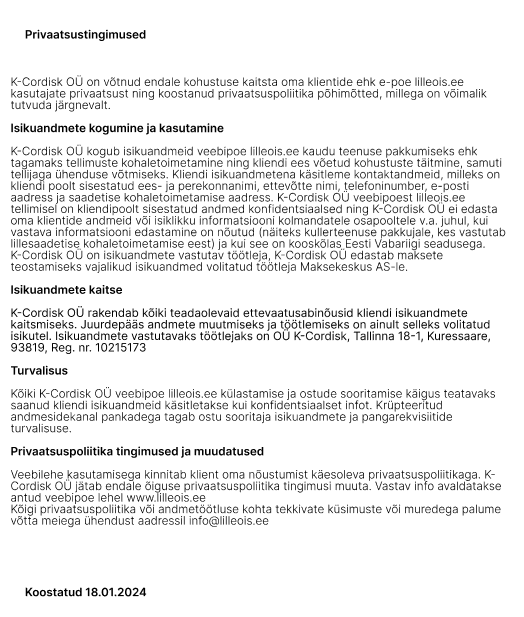 Privaatsustingimused
K-Cordisk OÜ on võtnud endale kohustuse kaitsta oma klientide ehk e-poe lilleois.ee
kasutajate privaatsust ning koostanud privaatsuspoliitika põhimõtted, millega on võimalik
tutvuda järgnevalt.
Isikuandmete kogumine ja kasutamine
K-Cordisk OÜ kogub isikuandmeid veebipoe lilleois.ee kaudu teenuse pakkumiseks ehk
tagamaks tellimuste kohaletoimetamine ning kliendi ees võetud kohustuste täitmine, samuti
tellijaga ühenduse võtmiseks. Kliendi isikuandmetena käsitleme kontaktandmeid, milleks on
kliendi poolt sisestatud ees- ja perekonnanimi, ettevõtte nimi, telefoninumber, e-posti
aadress ja saadetise kohaletoimetamise aadress. K-Cordisk OÜ veebipoest lilleois.ee
tellimisel on kliendipoolt sisestatud andmed konfidentsiaalsed ning K-Cordisk OÜ ei edasta
oma klientide andmeid või isiklikku informatsiooni kolmandatele osapooltele v.a. juhul, kui
vastava informatsiooni edastamine on nõutud (näiteks kullerteenuse pakkujale, kes vastutab
lillesaadetise kohaletoimetamise eest) ja kui see on kooskõlas Eesti Vabariigi seadusega.
K-Cordisk OÜ on isikuandmete vastutav töötleja, K-Cordisk OÜ edastab maksete
teostamiseks vajalikud isikuandmed volitatud töötleja Maksekeskus AS-le.
Isikuandmete kaitse
K-Cordisk OÜ rakendab kõiki teadaolevaid ettevaatusabinõusid kliendi isikuandmete
kaitsmiseks. Juurdepääs andmete muutmiseks ja töötlemiseks on ainult selleks volitatud
isikutel. Isikuandmete vastutavaks töötlejaks on OÜ K-Cordisk, Tallinna 18-1, Kuressaare,
93819, Reg. nr. 10215173
Turvalisus
Kõiki K-Cordisk OÜ veebipoe lilleois.ee külastamise ja ostude sooritamise käigus teatavaks
saanud kliendi isikuandmeid käsitletakse kui konfidentsiaalset infot. Krüpteeritud
andmesidekanal pankadega tagab ostu sooritaja isikuandmete ja pangarekvisiitide
turvalisuse.
Privaatsuspoliitika tingimused ja muudatused
Veebilehe kasutamisega kinnitab klient oma nõustumist käesoleva privaatsuspoliitikaga. K-
Cordisk OÜ jätab endale õiguse privaatsuspoliitika tingimusi muuta. Vastav info avaldatakse
antud veebipoe lehel www.lilleois.ee
Kõigi privaatsuspoliitika või andmetöötluse kohta tekkivate küsimuste või muredega palume
võtta meiega ühendust aadressil info@lilleois.ee
Koostatud 18.01.2024